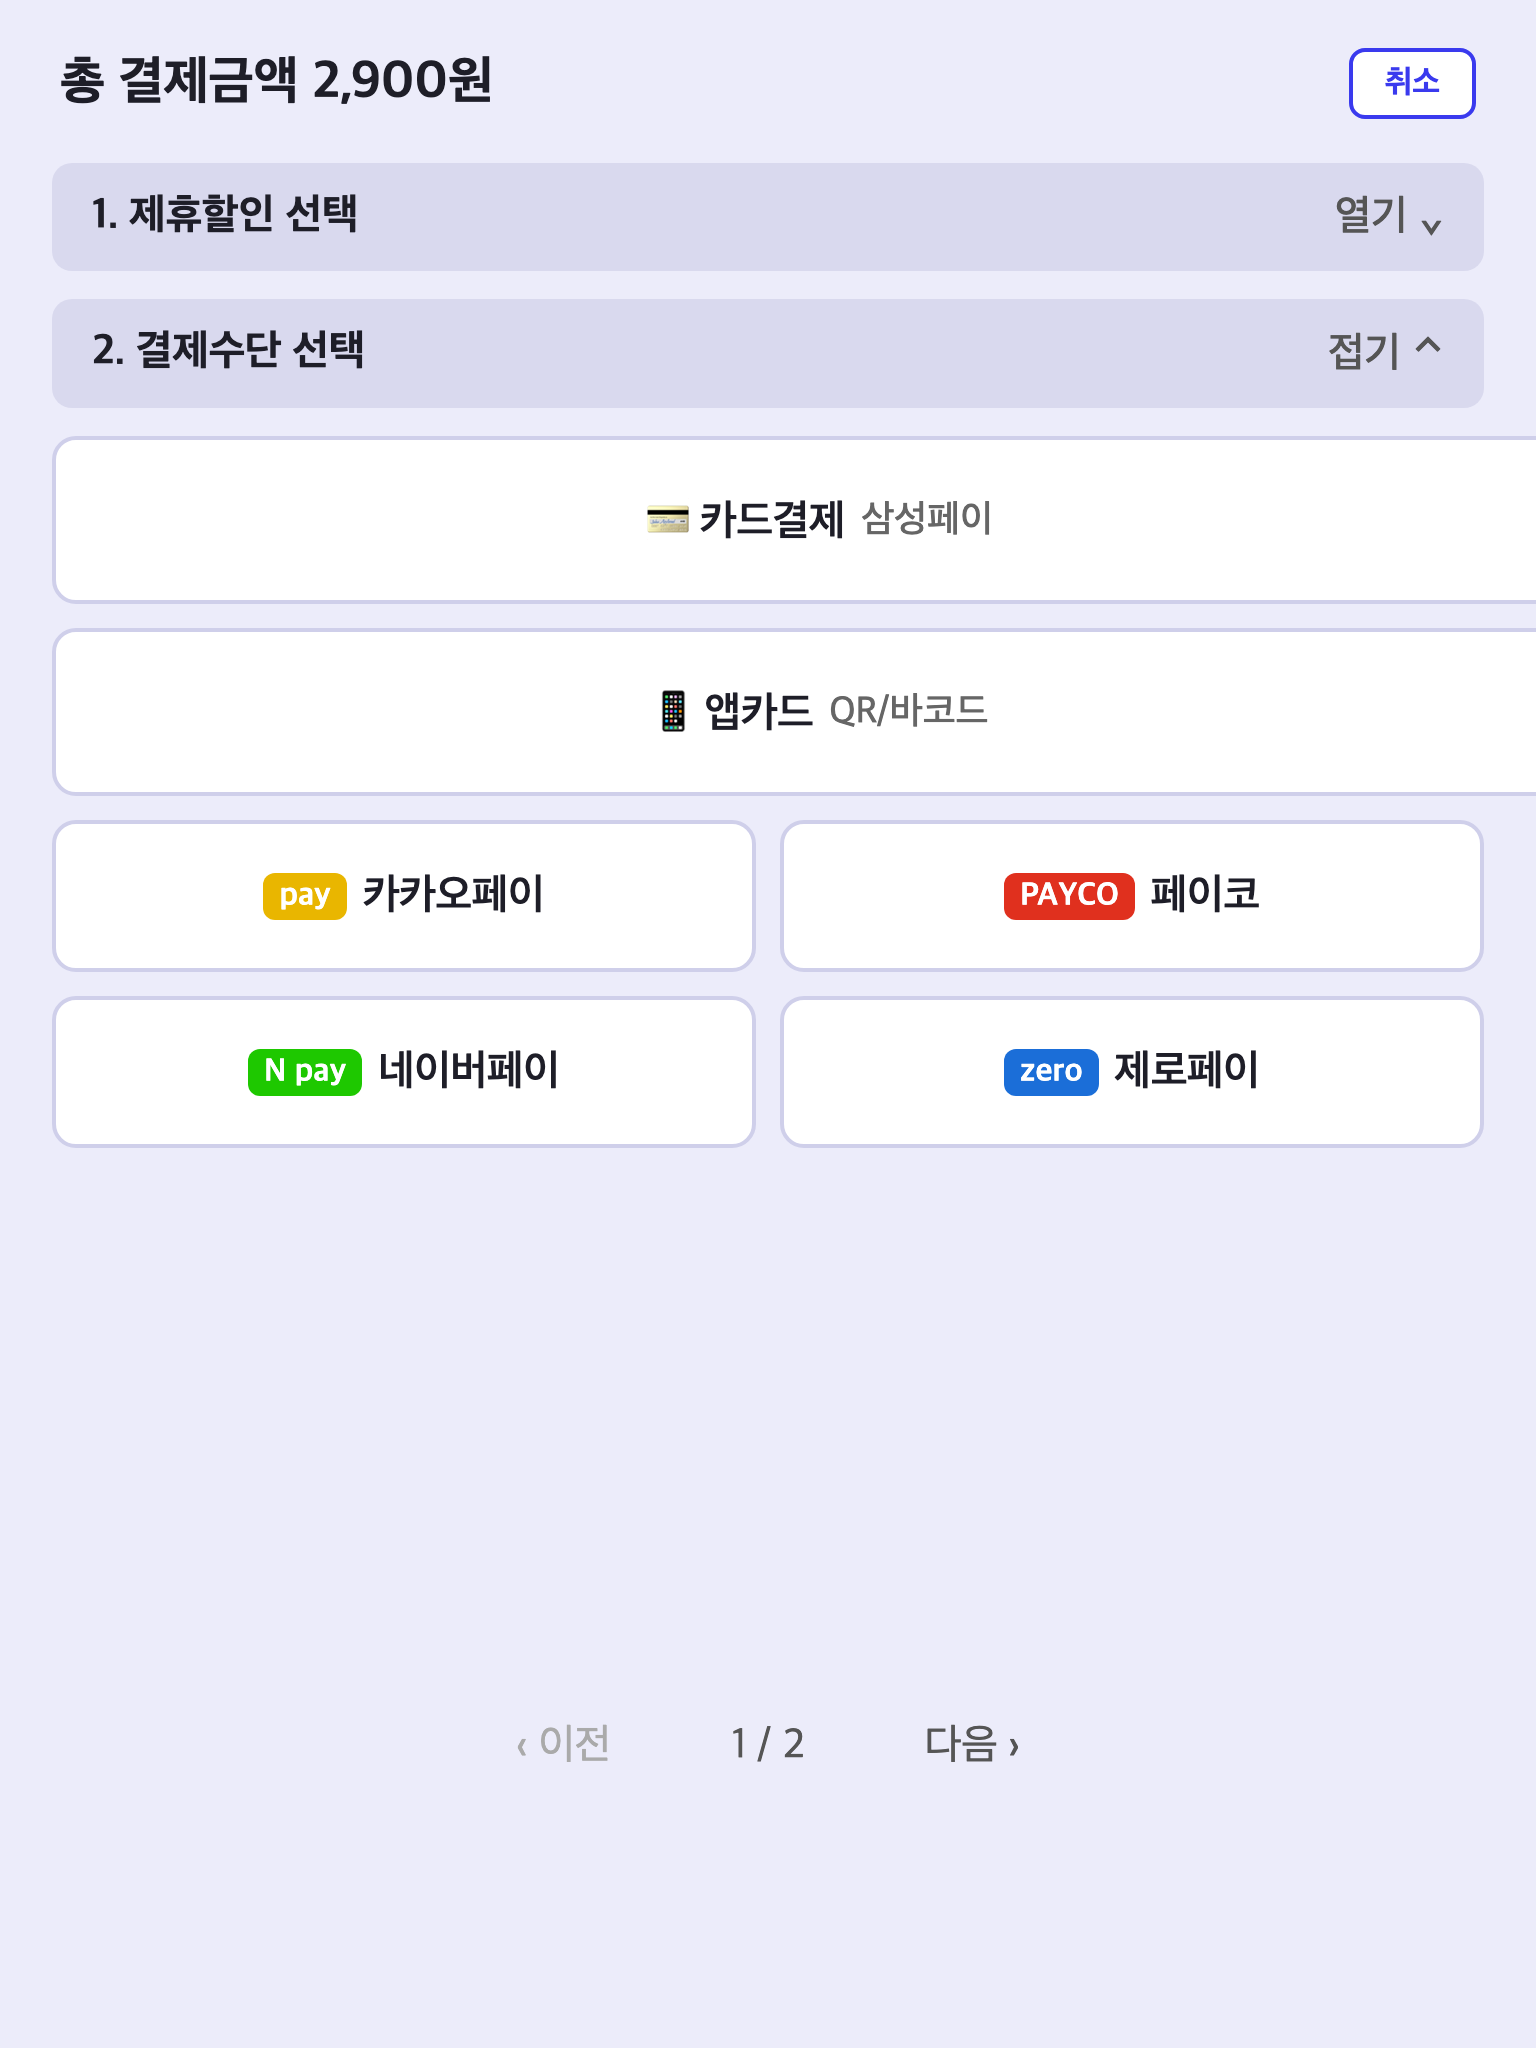 총 결제금액 2,900원
취소
1. 제휴할인 선택
열기 ⌄
2. 결제수단 선택
접기 ^
카드결제 삼성페이
앱카드 QR/바코드
pay 카카오페이
PAYCO 페이코
N pay 네이버페이
zero 제로페이
‹ 이전
1 / 2
다음 ›